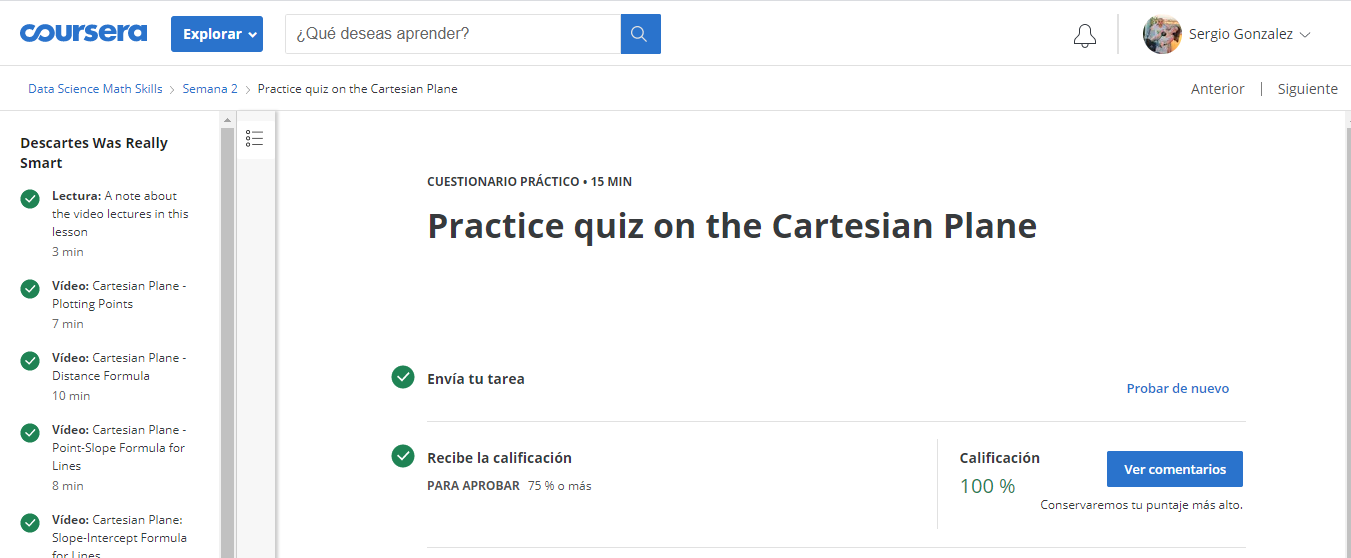 coursera
Explorar
¿Qué deseas aprender?
Sergio Gonzalez
Data Science Math Skills > Semana 2 > Practice quiz on the Cartesian Plane
Anterior | Siguiente
Descartes Was Really
Smart
Lectura: A note about
the video lectures in this
lesson
3 min
Vídeo: Cartesian Plane -
Plotting Points
7 min
Vídeo: Cartesian Plane -
Distance Formula
10 min
Vídeo: Cartesian Plane -
Point-Slope Formula for
Lines
8 min
Vídeo: Cartesian Plane:
Slope-Intercept Formula
for Lines
CUESTIONARIO PRÁCTICO • 15 MIN
Practice quiz on the Cartesian Plane
Envía tu tarea
Probar de nuevo
Recibe la calificación
PARA APROBAR 75 % o más
Calificación
100 %
Ver comentarios
Conservaremos tu puntaje más alto.